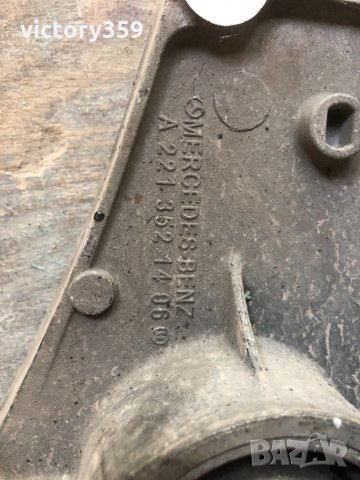 victory359
MERCEDES-BENZ
A 221 352 14 06
BAZAR